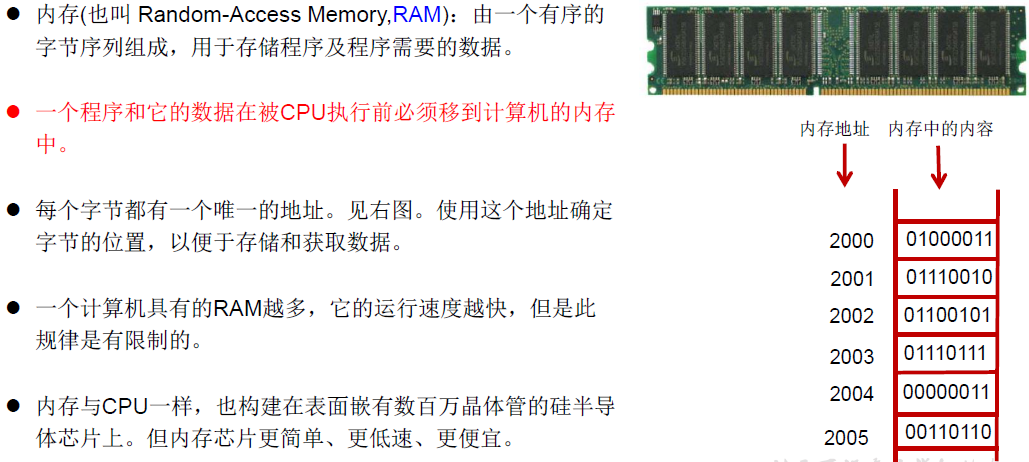 ● 内存(也叫 Random-Access Memory,RAM)：由一个有序的
字节序列组成，用于存储程序及程序需要的数据。
● 一个程序和它的数据在被CPU执行前必须移到计算机的内存
中。
● 每个字节都有一个唯一的地址。见右图。使用这个地址确定
字节的位置，以便于存储和获取数据。
● 一个计算机具有的RAM越多，它的运行速度越快，但是此
规律是有限制的。
● 内存与CPU一样，也构建在表面嵌有数百万晶体管的硅半导
体芯片上。但内存芯片更简单、更低速、更便宜。
内存地址 内存中的内容
2000 01000011
2001 01110010
2002 01100101
2003 01110111
2004 00000011
2005 00110110